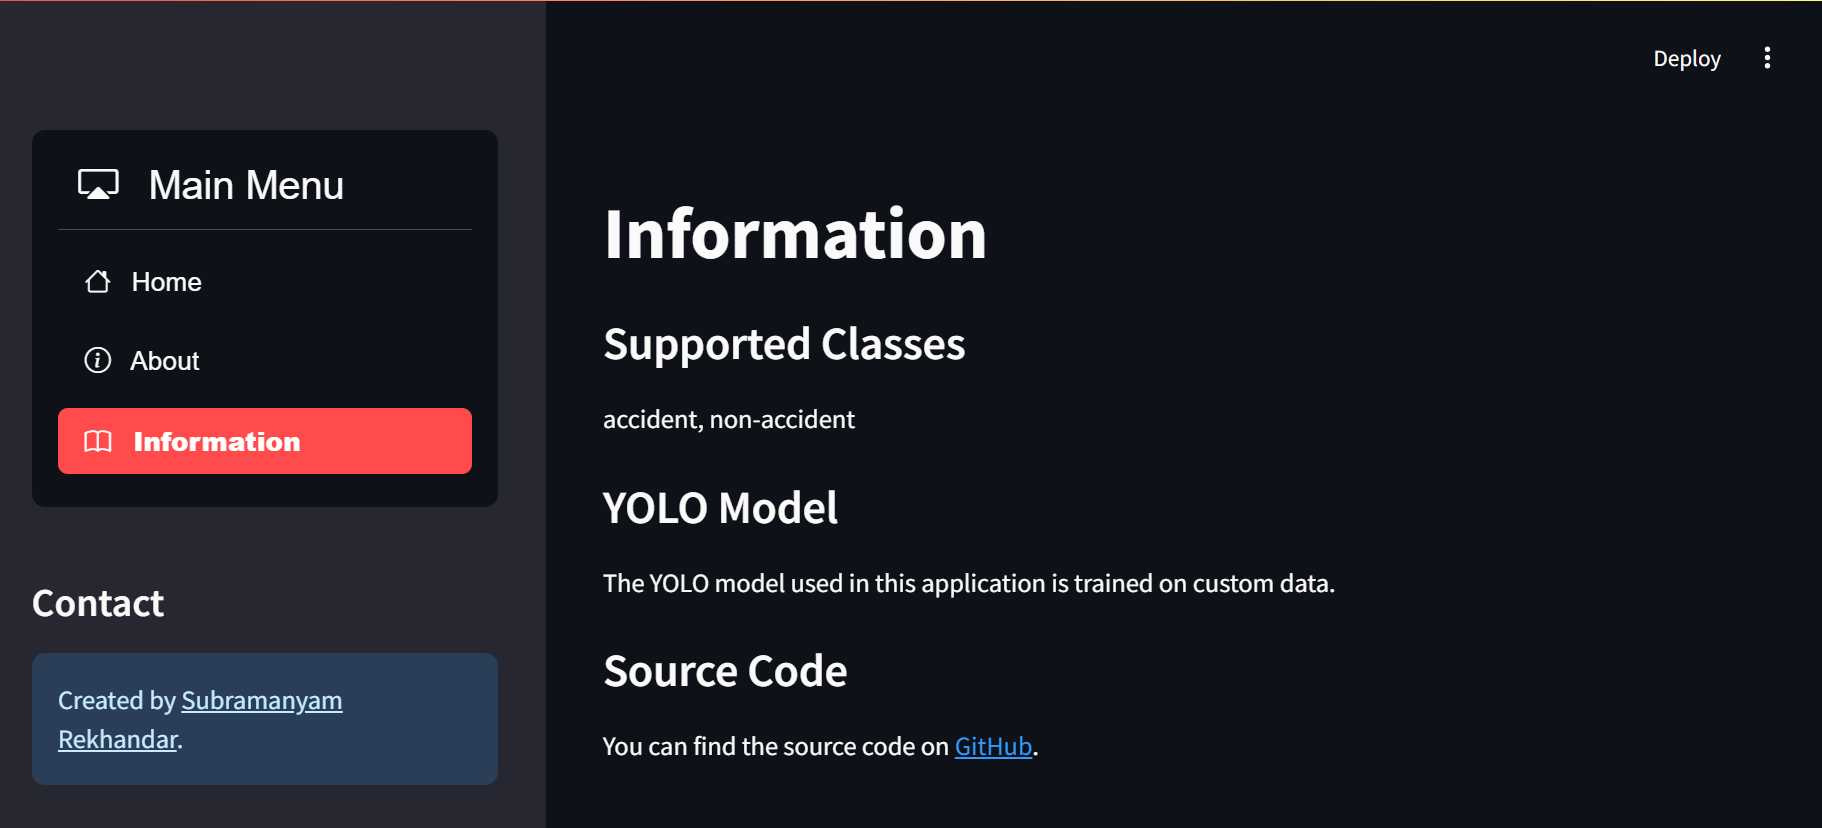 Deploy
Main Menu
Home
About
Information
Contact
Created by Subramanyam
Rekhandar.
Information
Supported Classes
accident, non-accident
YOLO Model
The YOLO model used in this application is trained on custom data.
Source Code
You can find the source code on GitHub.